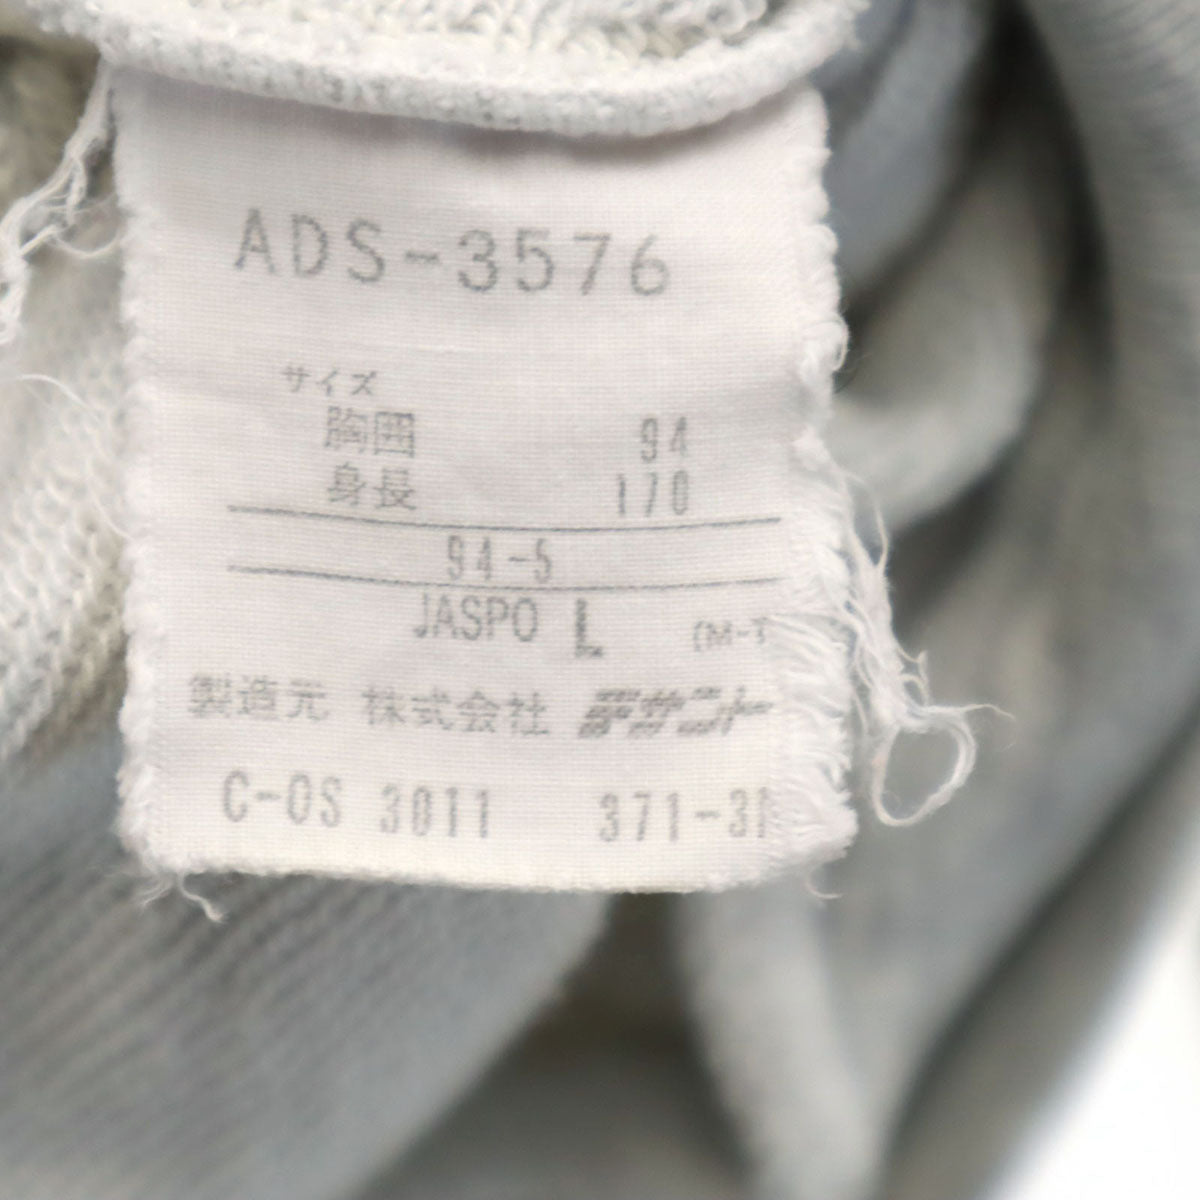 ADS-3576
サイズ
胸囲 94
身長 170
94-5
JASPO L (M-T
製造元 株式会社 デサント
C-OS 3011 371-31